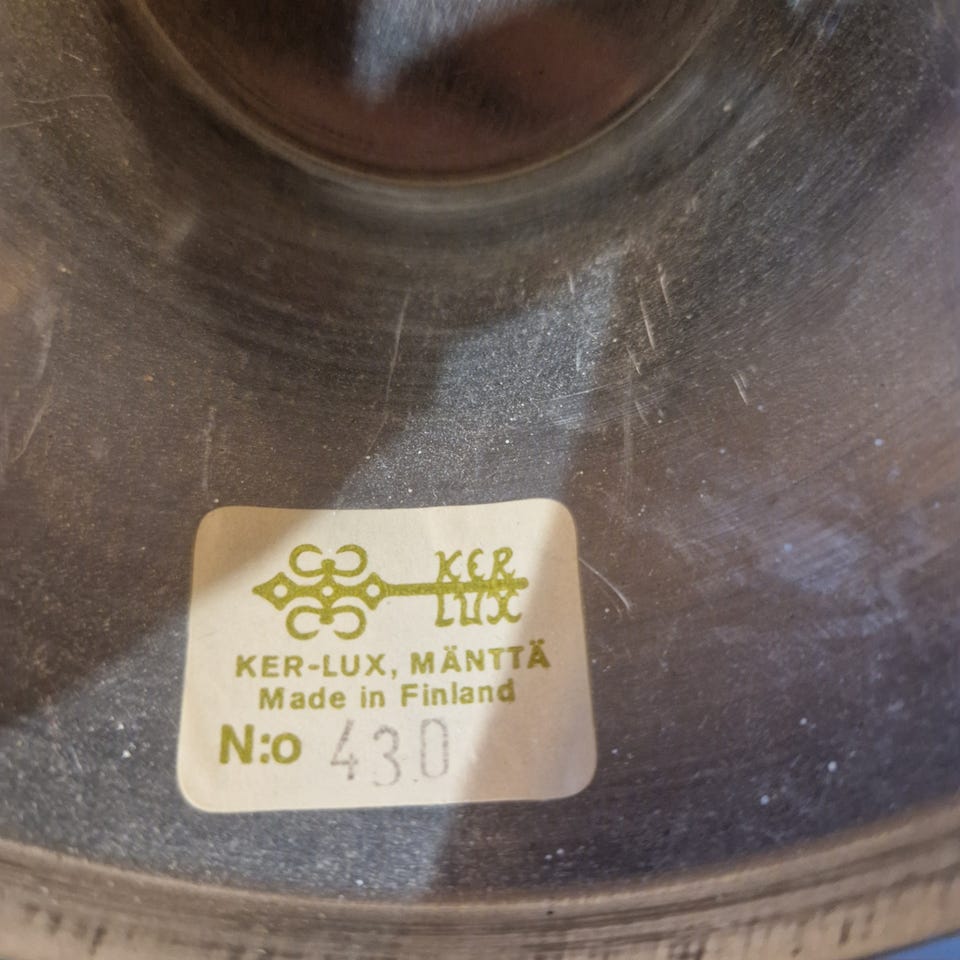 KER
LUX
KER-LUX, MÄNTTÄ
Made in Finland
N:o 430